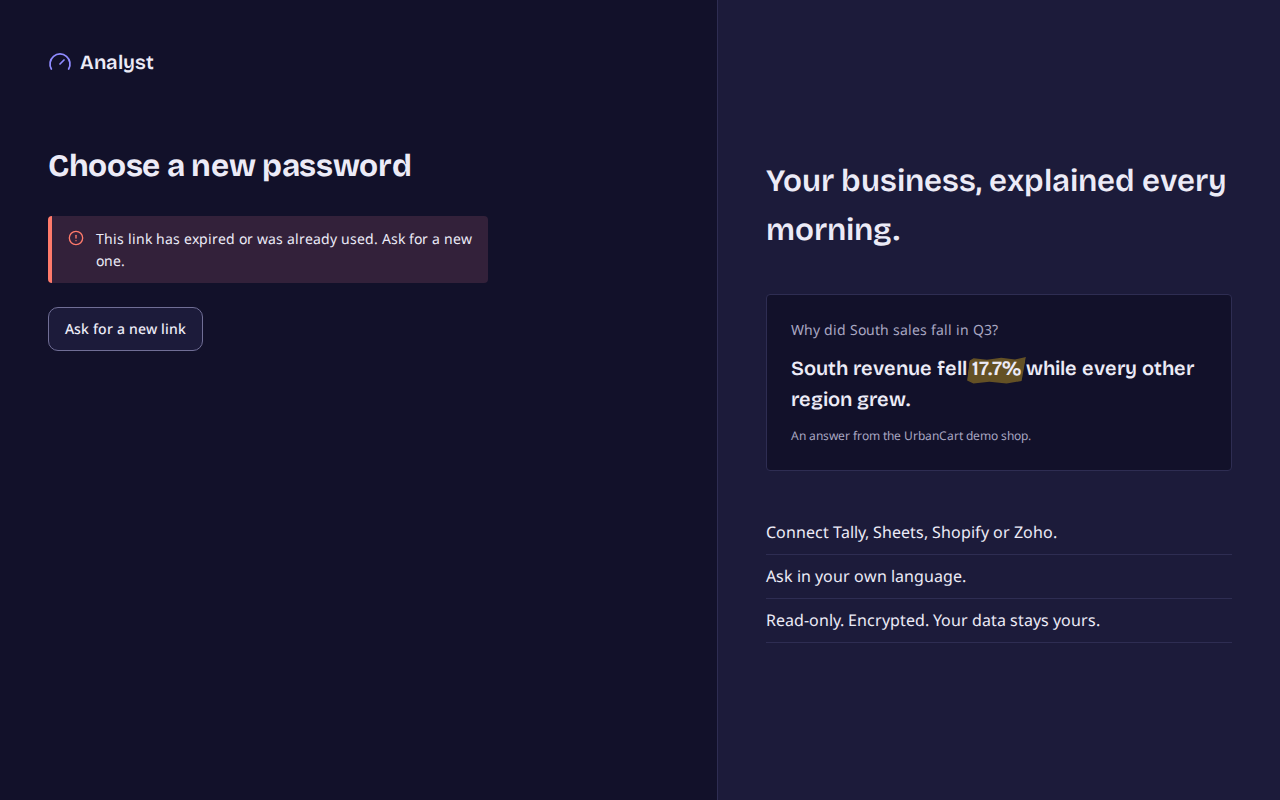 Analyst
Choose a new password
This link has expired or was already used. Ask for a new
one.
Ask for a new link
Your business, explained every
morning.
Why did South sales fall in Q3?
South revenue fell 17.7% while every other
region grew.
An answer from the UrbanCart demo shop.
Connect Tally, Sheets, Shopify or Zoho.
Ask in your own language.
Read-only. Encrypted. Your data stays yours.